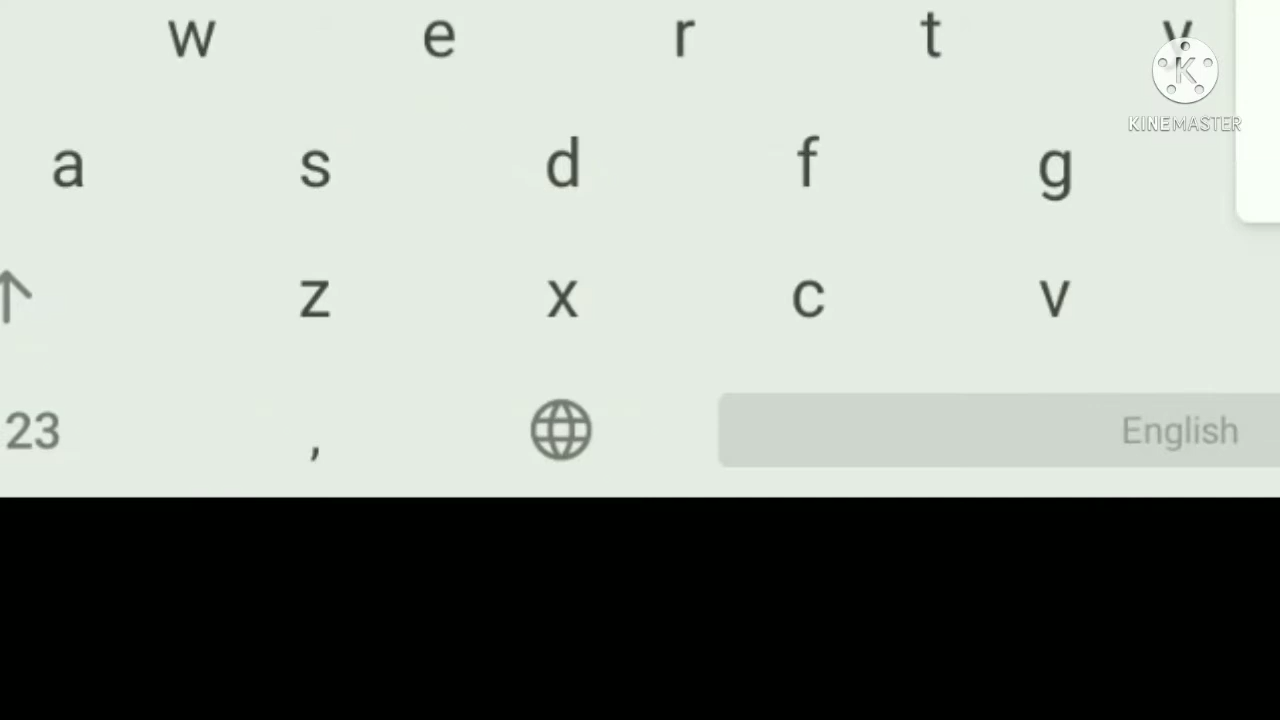 w e r t y
K
KINEMASTER
a s d f g
↑ z x c v
23 , English